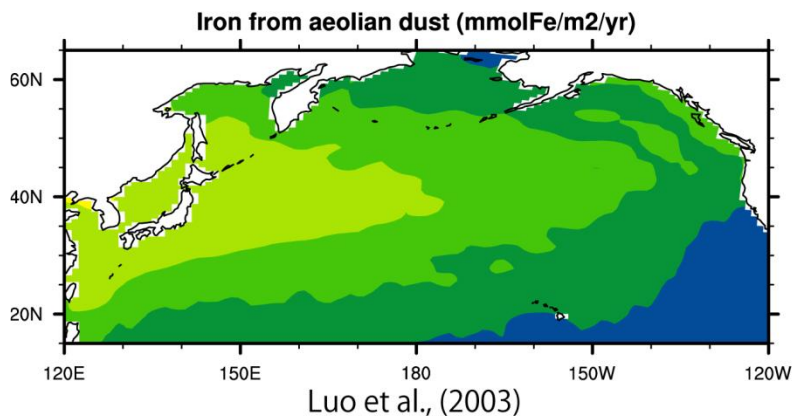 Iron from aeolian dust (mmolFe/m2/yr)
60N
40N
20N
120E 150E 180 150W 120W
Luo et al., (2003)